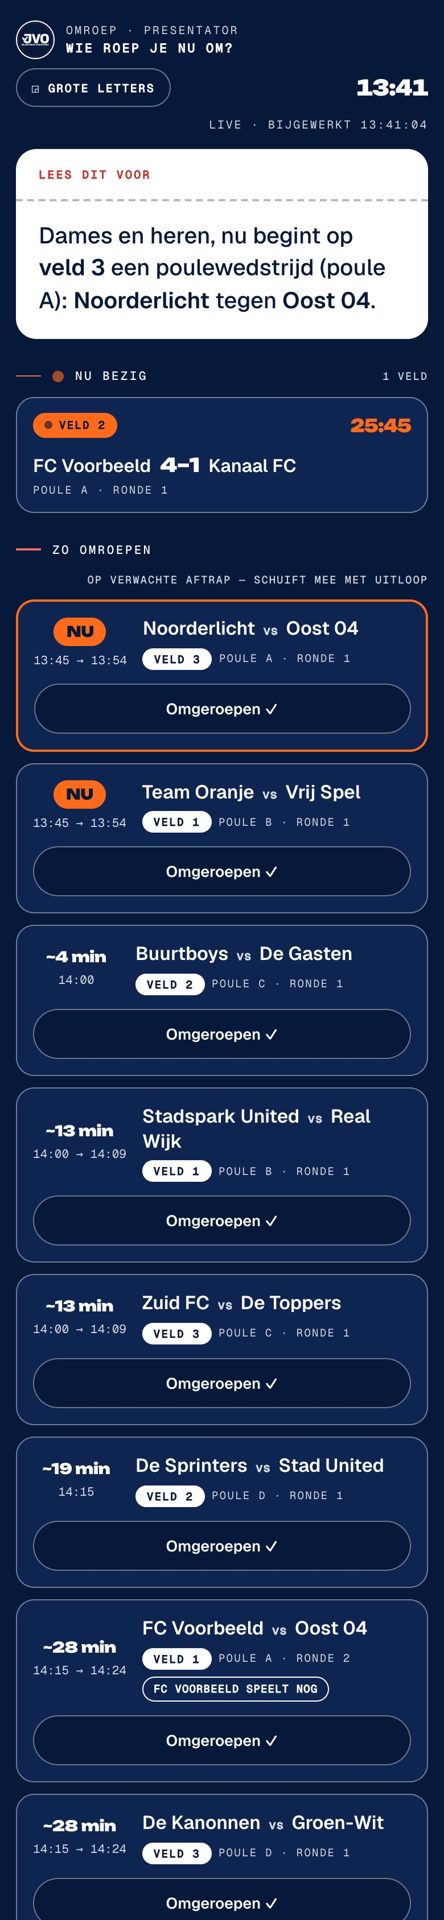 JVO
OMROEP · PRESENTATOR
WIE ROEP JE NU OM?
GROTE LETTERS
13:41
LIVE · BIJGEWERKT 13:41:04
LEES DIT VOOR
Dames en heren, nu begint op
veld 3 een poulewedstrijd (poule
A): Noorderlicht tegen Oost 04.
NU BEZIG
1 VELD
VELD 2
25:45
FC Voorbeeld 4–1 Kanaal FC
POULE A · RONDE 1
ZO OMROEPEN
OP VERWACHTE AFTRAP — SCHUIFT MEE MET UITLOOP
NU
Noorderlicht vs Oost 04
13:45 → 13:54
VELD 3 POULE A · RONDE 1
Omgeroepen ✓
NU
Team Oranje vs Vrij Spel
13:45 → 13:54
VELD 1 POULE B · RONDE 1
Omgeroepen ✓
~4 min
Buurtboys vs De Gasten
14:00
VELD 2 POULE C · RONDE 1
Omgeroepen ✓
~13 min
Stadspark United vs Real
Wijk
14:00 → 14:09
VELD 1 POULE B · RONDE 1
Omgeroepen ✓
~13 min
Zuid FC vs De Toppers
14:00 → 14:09
VELD 3 POULE C · RONDE 1
Omgeroepen ✓
~19 min
De Sprinters vs Stad United
14:15
VELD 2 POULE D · RONDE 1
Omgeroepen ✓
~28 min
FC Voorbeeld vs Oost 04
14:15 → 14:24
VELD 1 POULE A · RONDE 2
FC VOORBEELD SPEELT NOG
Omgeroepen ✓
~28 min
De Kanonnen vs Groen-Wit
14:15 → 14:24
VELD 3 POULE D · RONDE 1
Omgeroepen ✓